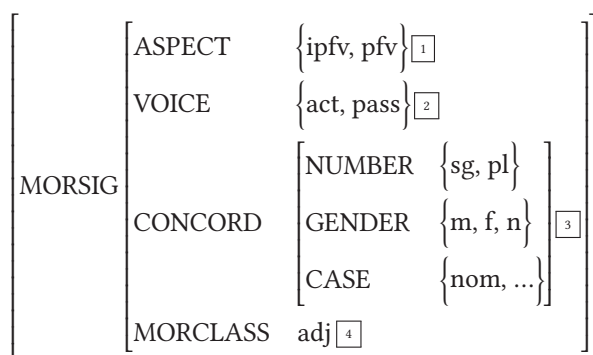 ASPECT {ipfv, pfv} 1
VOICE {act, pass} 2
NUMBER {sg, pl}
MORSIG CONCORD GENDER {m, f, n} 3
CASE {nom, …}
MORCLASS adj 4